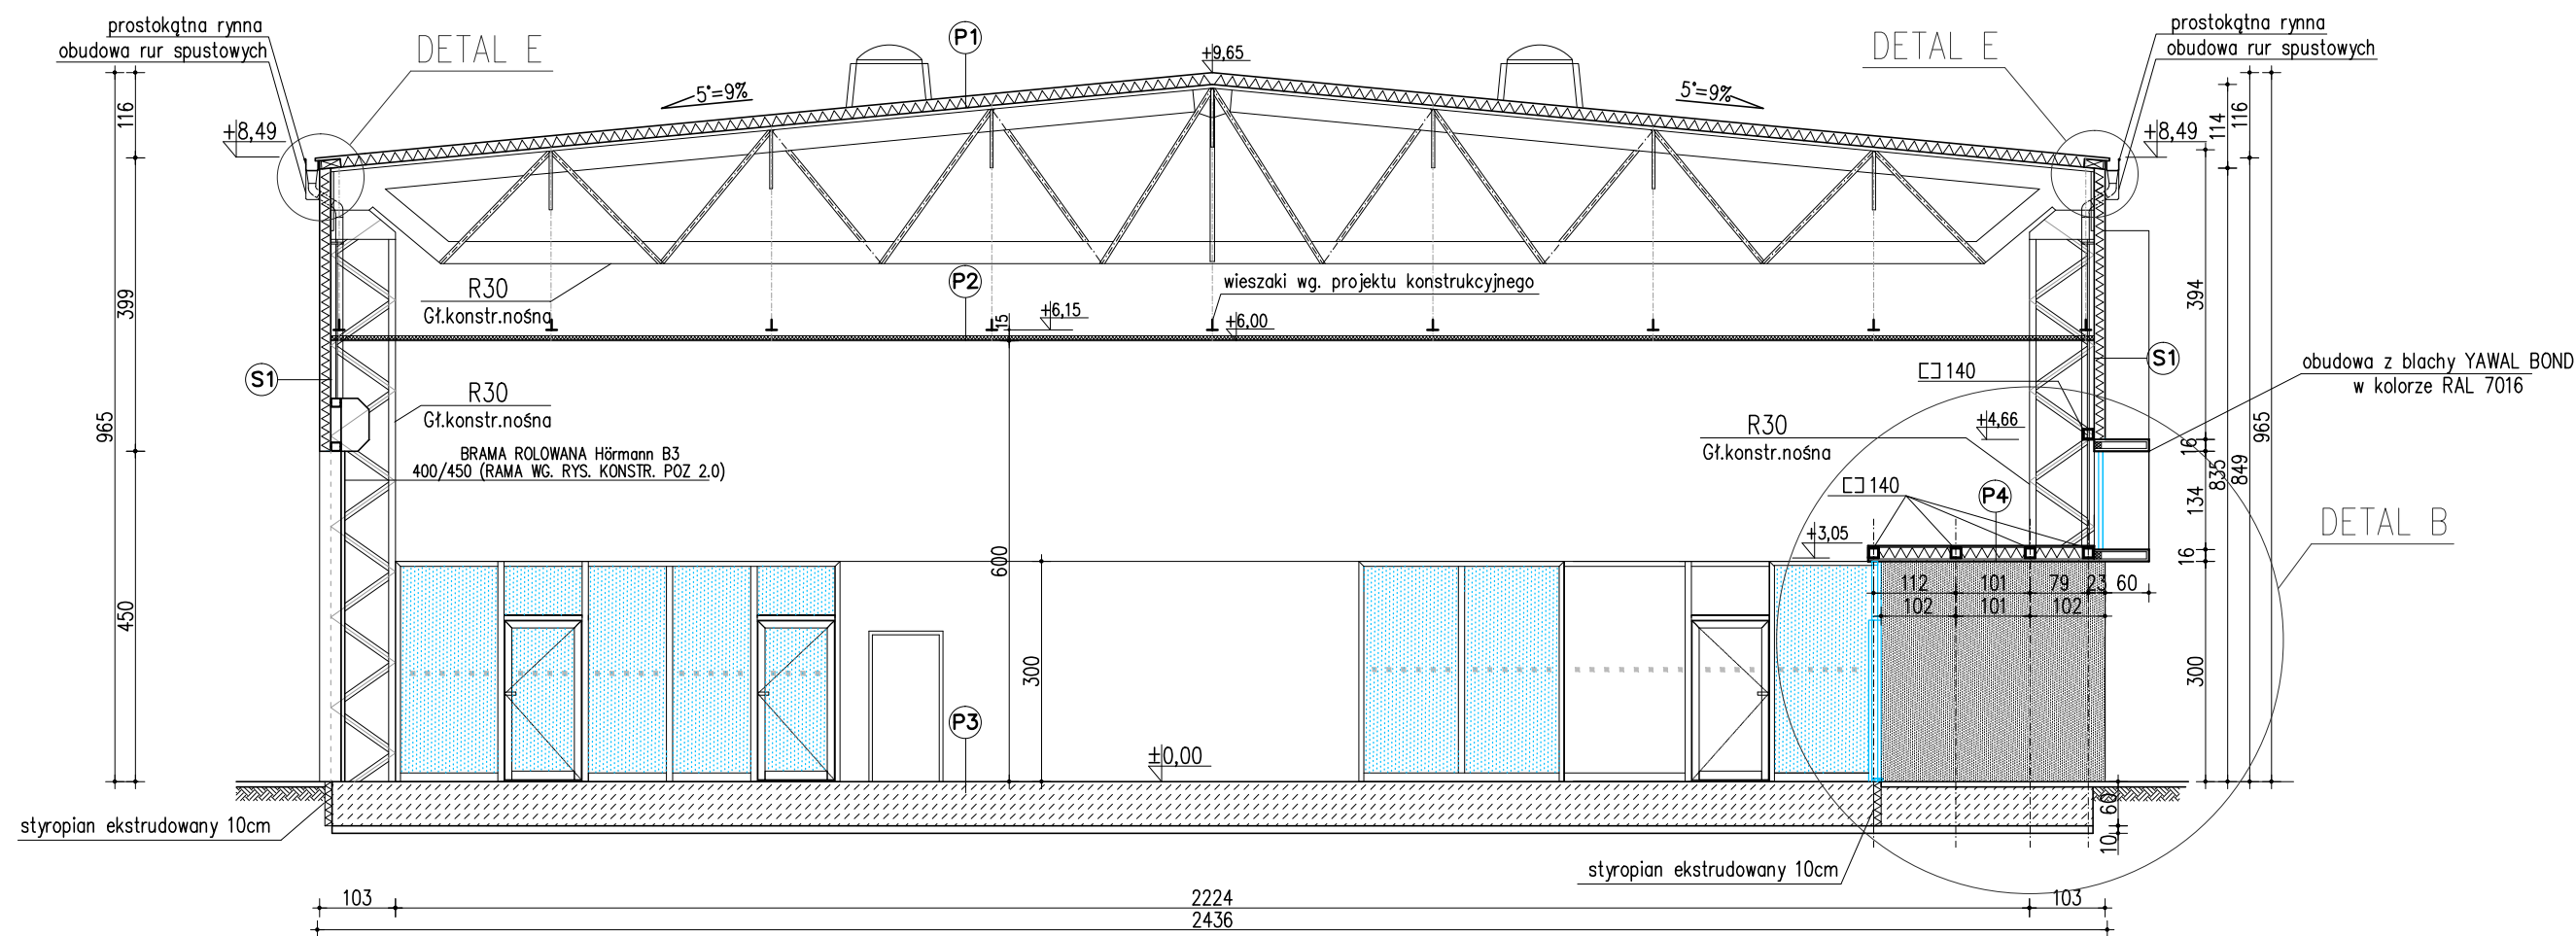 prostokątna rynna
obudowa rur spustowych
DETAL E
P1
+9,65
DETAL E
prostokątna rynna
obudowa rur spustowych
5°=9%
5°=9%
+8,49
+8,49
116
399
450
965
114
116
394
16
134
16
300
835
849
965
R30
Gł.konstr.nośna
P2
wieszaki wg. projektu konstrukcyjnego
15
+6,15
+6,00
S1
S1
R30
Gł.konstr.nośna
BRAMA ROLOWANA Hörmann B3
400/450 (RAMA WG. RYS. KONSTR. POZ 2.0)
140
obudowa z blachy YAWAL BOND
w kolorze RAL 7016
+4,66
R30
Gł.konstr.nośna
140
P4
DETAL B
+3,05
600
300
112 101 79 23 60
102 101 102
P3
±0,00
60
10
styropian ekstrudowany 10cm
styropian ekstrudowany 10cm
103 2224 103
2436